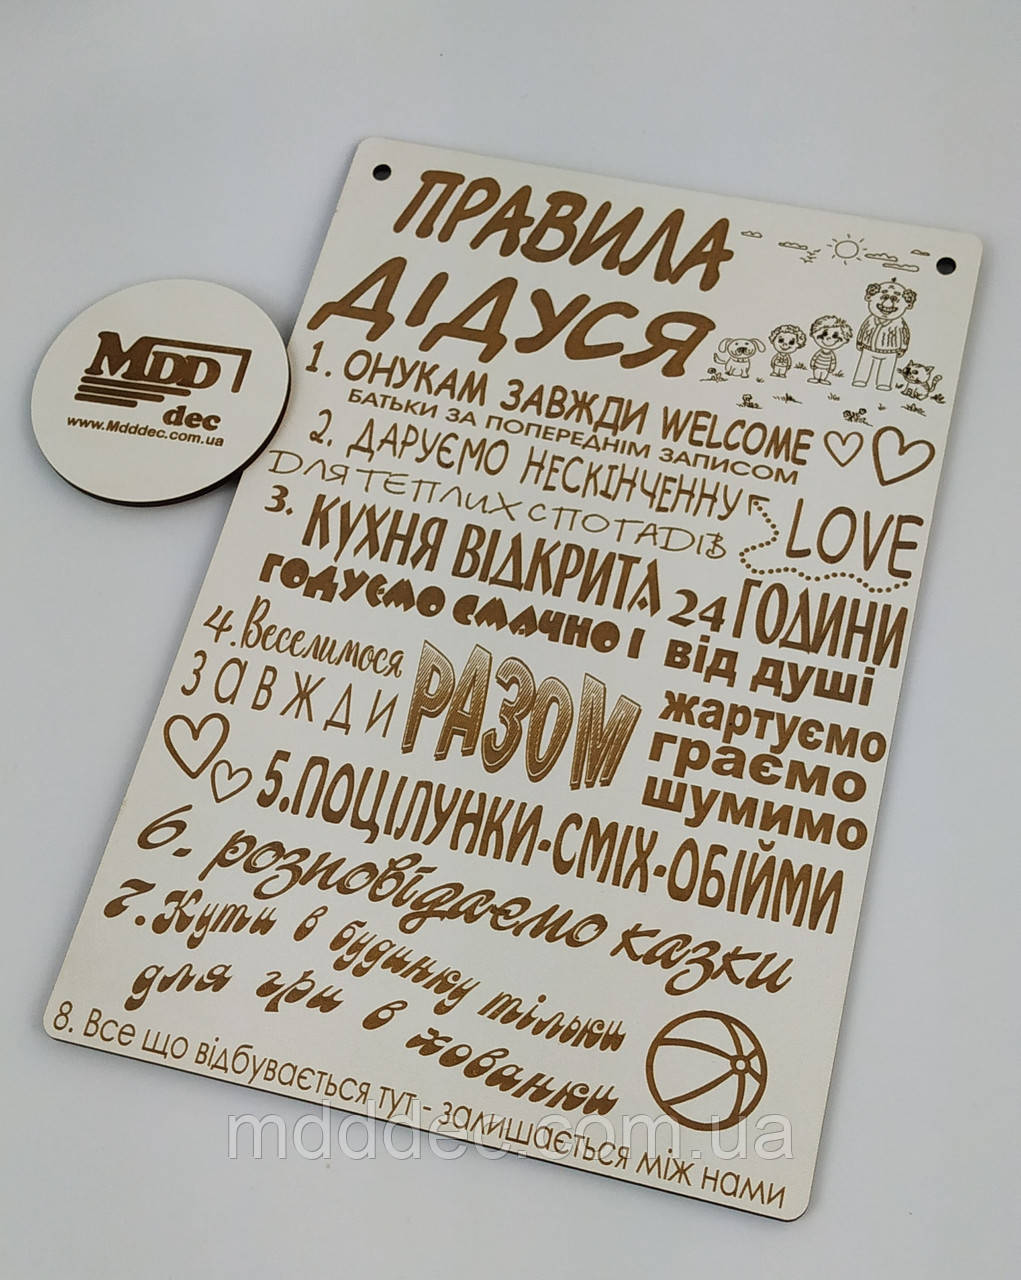 ПРАВИЛА
ДІДУСЯ
1. ОНУКАМ ЗАВЖДИ WELCOME
БАТЬКИ ЗА ПОПЕРЕДНІМ ЗАПИСОМ
2. ДАРУЄМО НЕСКІНЧЕННУ
LOVE
ДЛЯ ТЕПЛИХ СПОГАДІВ
3. КУХНЯ ВІДКРИТА 24 ГОДИНИ
ГОДУЄМО СМАЧНО І ВІД ДУШІ
4. Веселимося
ЗАВЖДИ
РАЗОМ
жартуємо
граємо
шумимо
5. ПОЦІЛУНКИ-СМІХ-ОБІЙМИ
6. розповідаємо казки
7. Кути в будинку тільки
для гри в хованки
8. Все що відбувається тут - залишається між нами
MDD
dec
www.Mdddec.com.ua
mdddec.com.ua